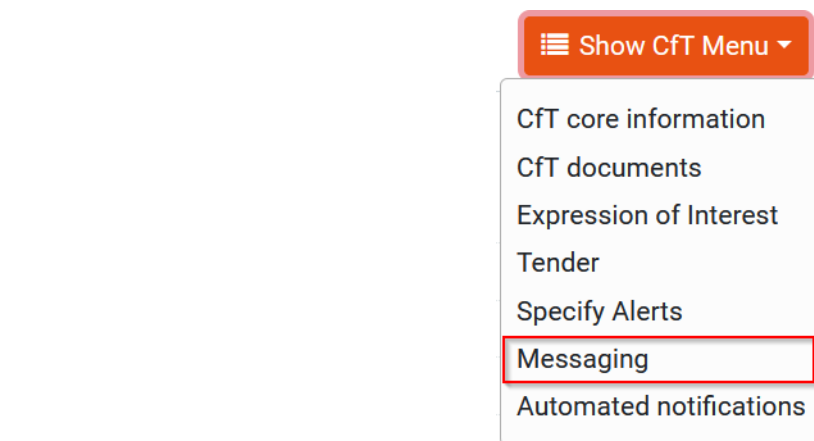 Show CfT Menu
CfT core information
CfT documents
Expression of Interest
Tender
Specify Alerts
Messaging
Automated notifications